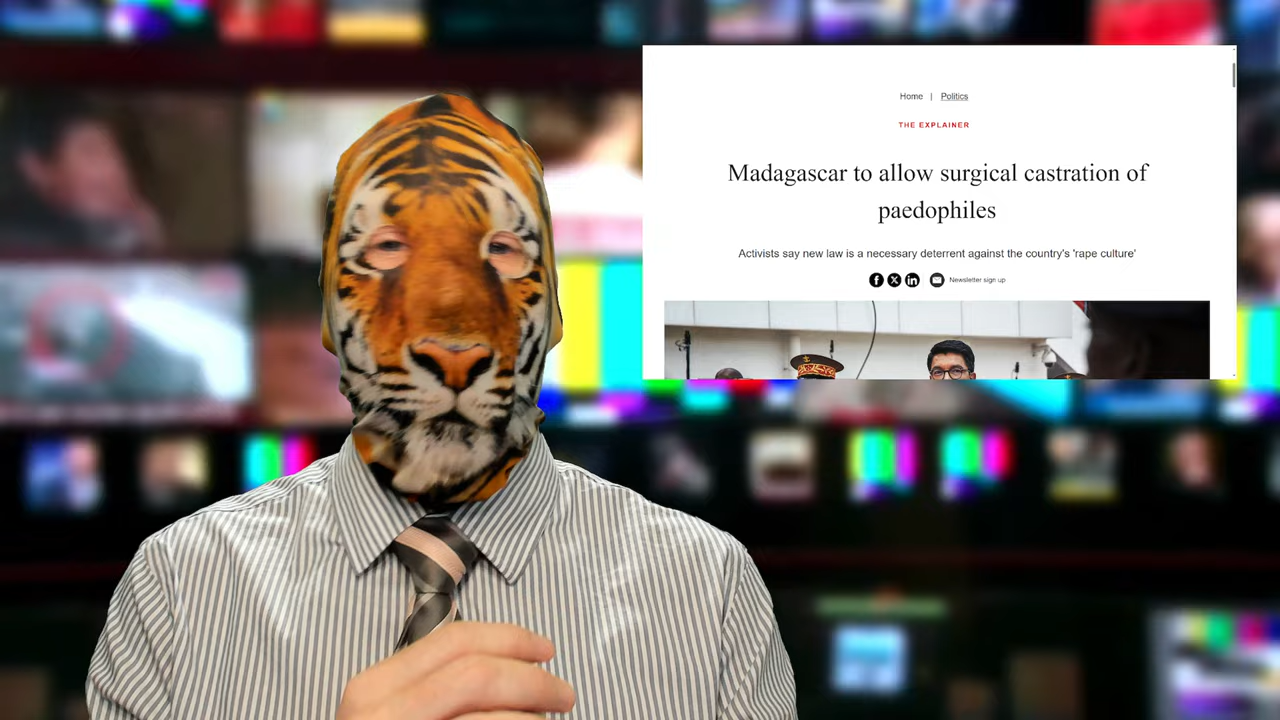 Home | Politics
THE EXPLAINER
Madagascar to allow surgical castration of
paedophiles
Activists say new law is a necessary deterrent against the country's 'rape culture'
Newsletter sign up